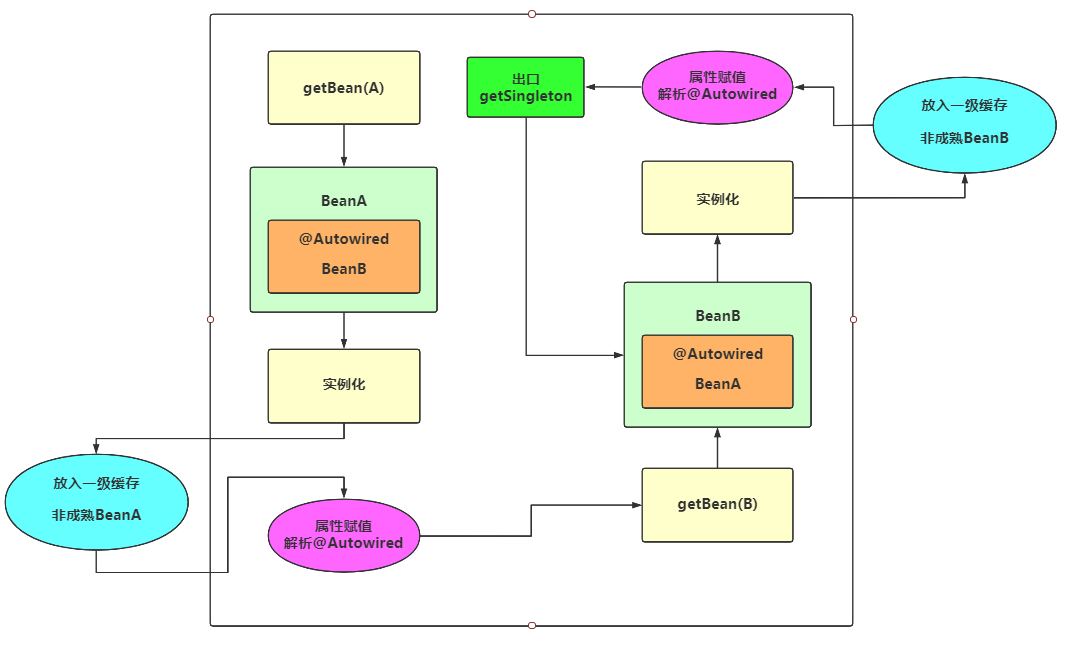 getBean(A)
BeanA
@Autowired
BeanB
实例化
放入一级缓存
非成熟BeanA
属性赋值
解析@Autowired
getBean(B)
BeanB
@Autowired
BeanA
实例化
放入一级缓存
非成熟BeanB
属性赋值
解析@Autowired
出口
getSingleton